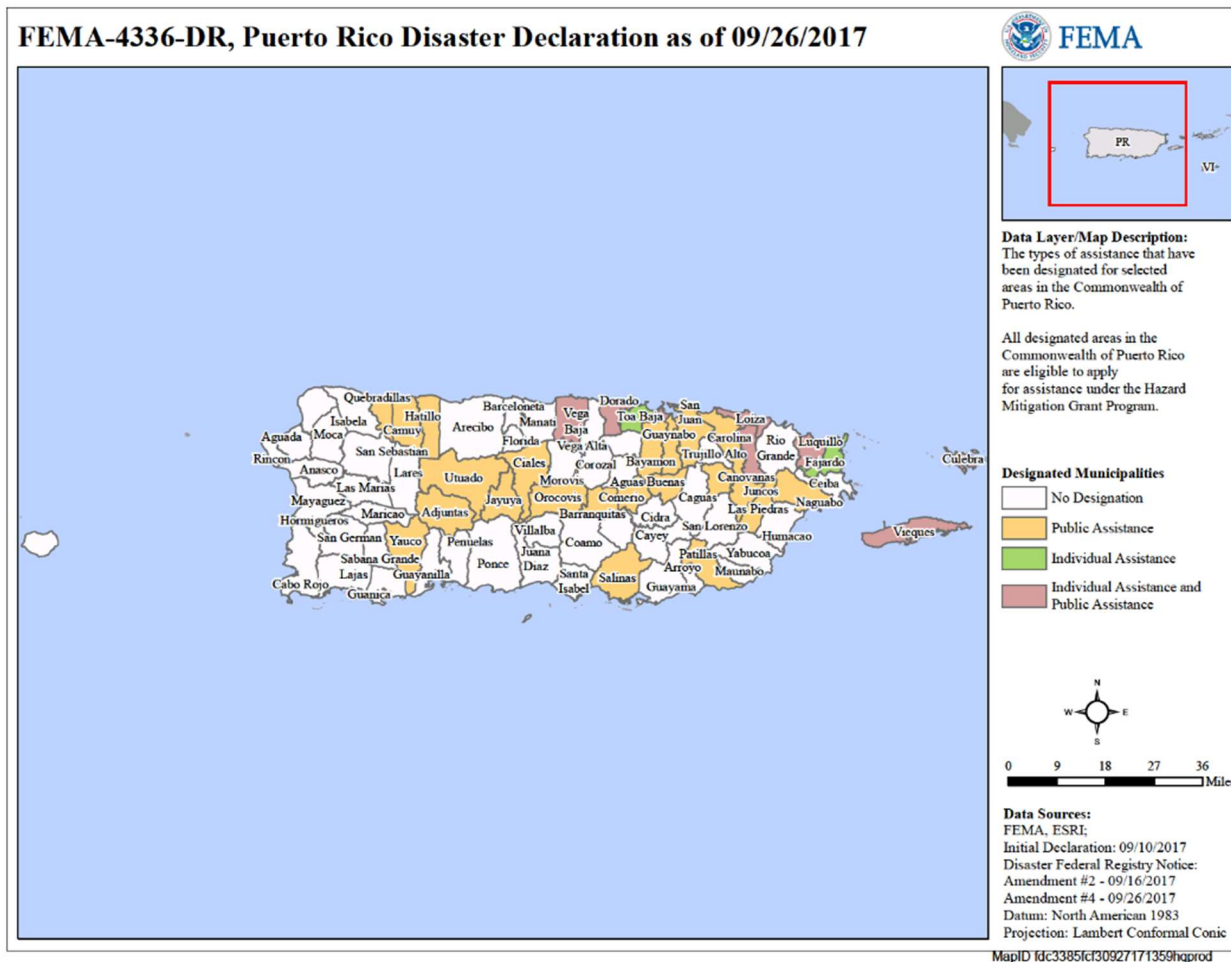 FEMA-4336-DR, Puerto Rico Disaster Declaration as of 09/26/2017
FEMA
PR
VI
Data Layer/Map Description:
The types of assistance that have
been designated for selected
areas in the Commonwealth of
Puerto Rico.
All designated areas in the
Commonwealth of Puerto Rico
are eligible to apply
for assistance under the Hazard
Mitigation Grant Program.
Quebradillas
Isabela
Camuy
Hatillo
Arecibo
Barceloneta
Manati
Florida
Vega
Baja
Vega Alta
Dorado
Toa Baja
San
Juan
Guaynabo
Carolina
Loiza
Trujillo Alto
Rio
Grande
Luquillo
Fajardo
Ceiba
Culebra
Aguada
Moca
Rincon
San Sebastian
Anasco
Lares
Utuado
Ciales
Morovis
Corozal
Bayamon
Canovanas
Las Marias
Jayuya
Orocovis
Comerio
Aguas Buenas
Caguas
Juncos
Naguabo
Mayaguez
Maricao
Adjuntas
Barranquitas
Cidra
Las Piedras
Hormigueros
San German
Yauco
Penuelas
Villalba
Coamo
Cayey
San Lorenzo
Humacao
Vieques
Sabana Grande
Juana
Diaz
Patillas
Yabucoa
Lajas
Guayanilla
Ponce
Santa
Isabel
Salinas
Arroyo
Maunabo
Cabo Rojo
Guanica
Guayama
Designated Municipalities
No Designation
Public Assistance
Individual Assistance
Individual Assistance and
Public Assistance
N
W
E
S
0 9 18 27 36
Mile
Data Sources:
FEMA, ESRI;
Initial Declaration: 09/10/2017
Disaster Federal Registry Notice:
Amendment #2 - 09/16/2017
Amendment #4 - 09/26/2017
Datum: North American 1983
Projection: Lambert Conformal Conic
MapID fdc3385fcf30927171359hqprod